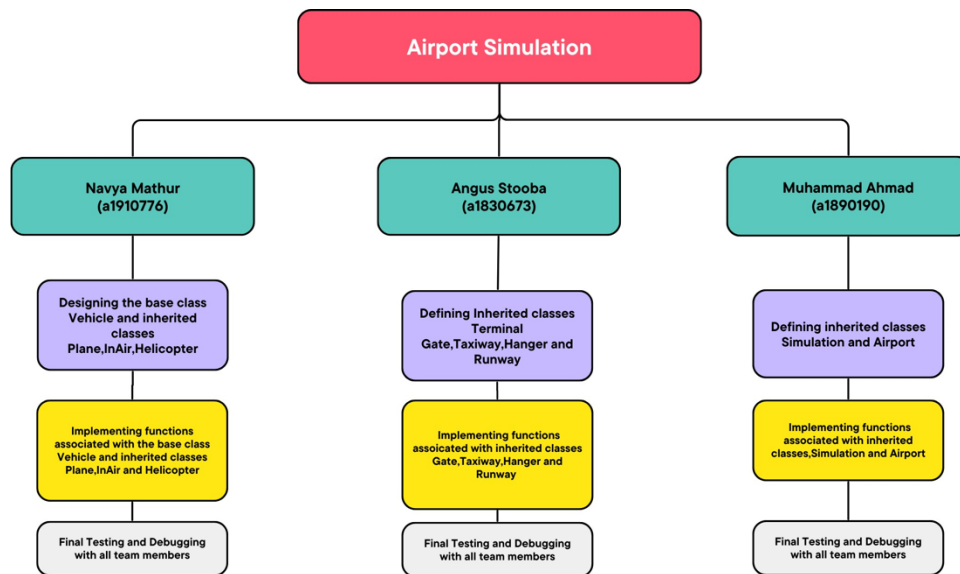 Airport Simulation
Navya Mathur
(a1910776)
Angus Stooba
(a1830673)
Muhammad Ahmad
(a1890190)
Designing the base class
Vehicle and inherited
classes
Plane,InAir,Helicopter
Defining Inherited classes
Terminal
Gate,Taxiway,Hanger and
Runway
Defining inherited classes
Simulation and Airport
Implementing functions
associated with the base class
Vehicle and inherited classes
Plane,InAir and Helicopter
Implementing functions
assoicated with inherited classes
Gate,Taxiway,Hanger and
Runway
Implementing functions
associated with inherited
classes,Simulation and Airport
Final Testing and Debugging
with all team members
Final Testing and Debugging
with all team members
Final Testing and Debugging
with all team members